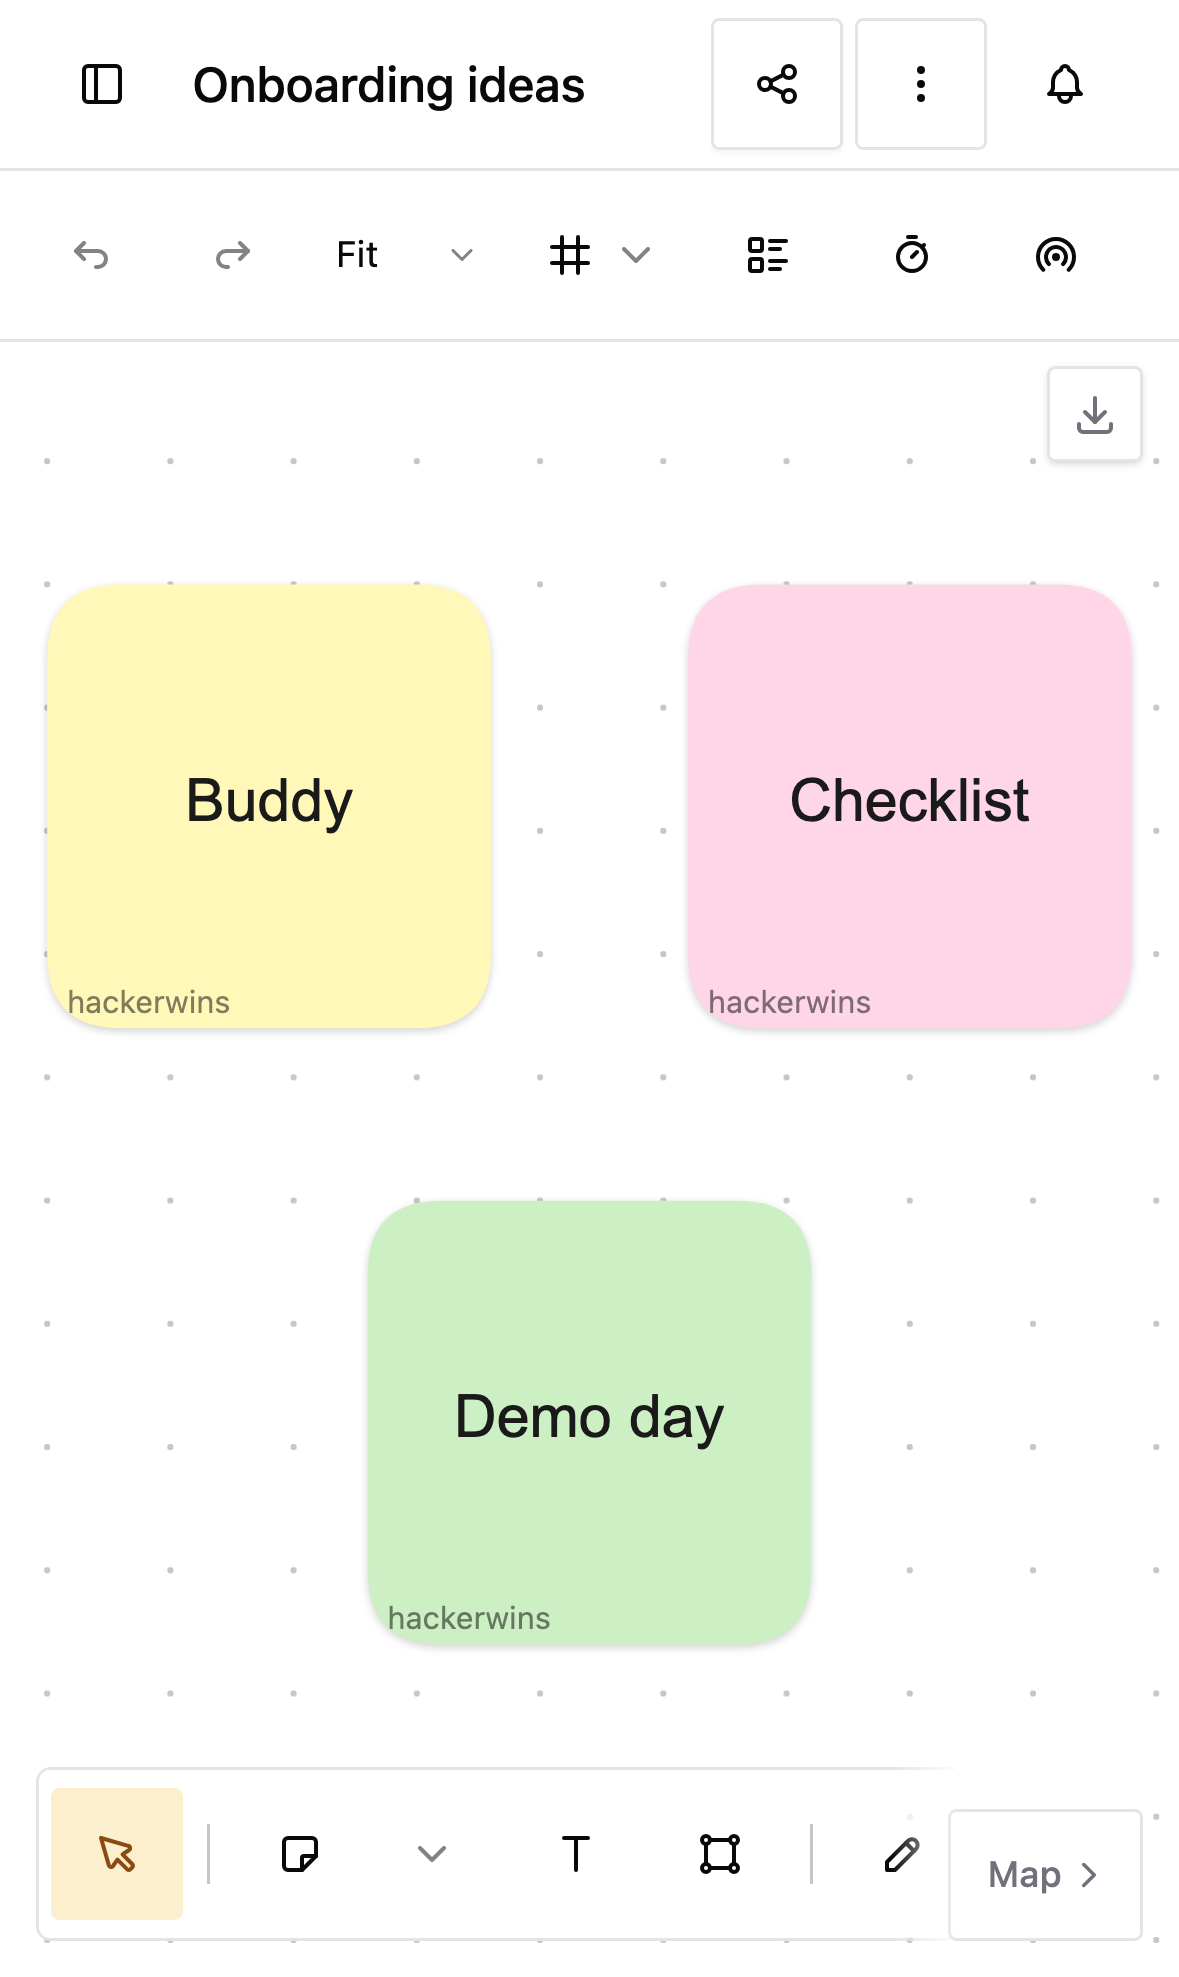 Onboarding ideas
Fit
Buddy
hackerwins
Checklist
hackerwins
Demo day
hackerwins
Map